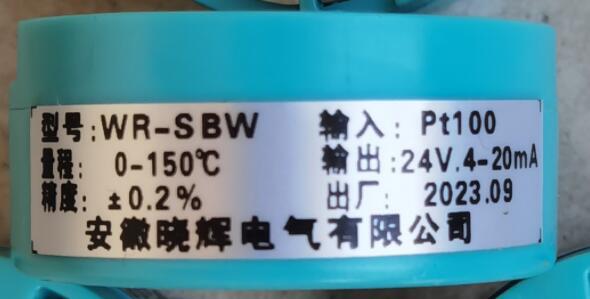 型号:WR-SBW 输入: Pt100
量程: 0-150℃ 输出:24V.4-20mA
精度: ±0.2% 出厂: 2023.09
安徽晓辉电气有限公司